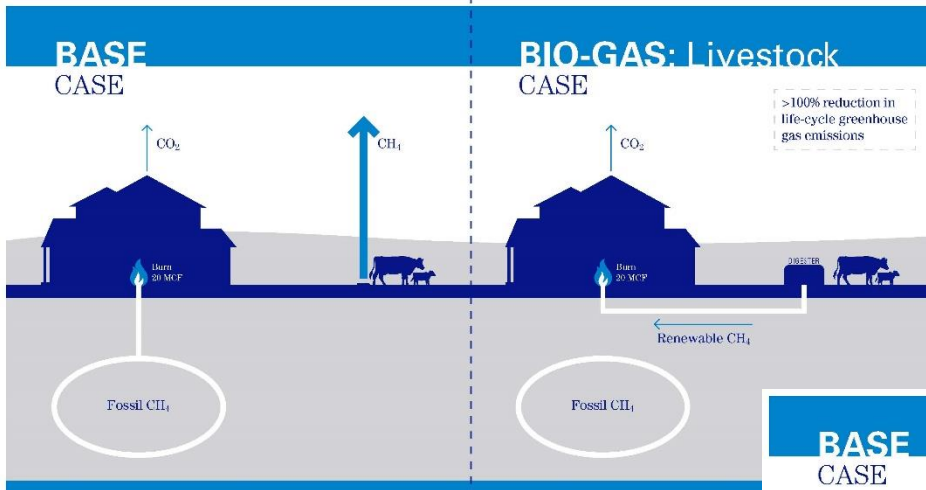 BASE
CASE
CO₂
CH₄
Burn
20 MCF
Fossil CH₄
BIO-GAS: Livestock
CASE
>100% reduction in
life-cycle greenhouse
gas emissions
CO₂
Burn
20 MCF
DIGESTER
Renewable CH₄
Fossil CH₄
BASE
CASE